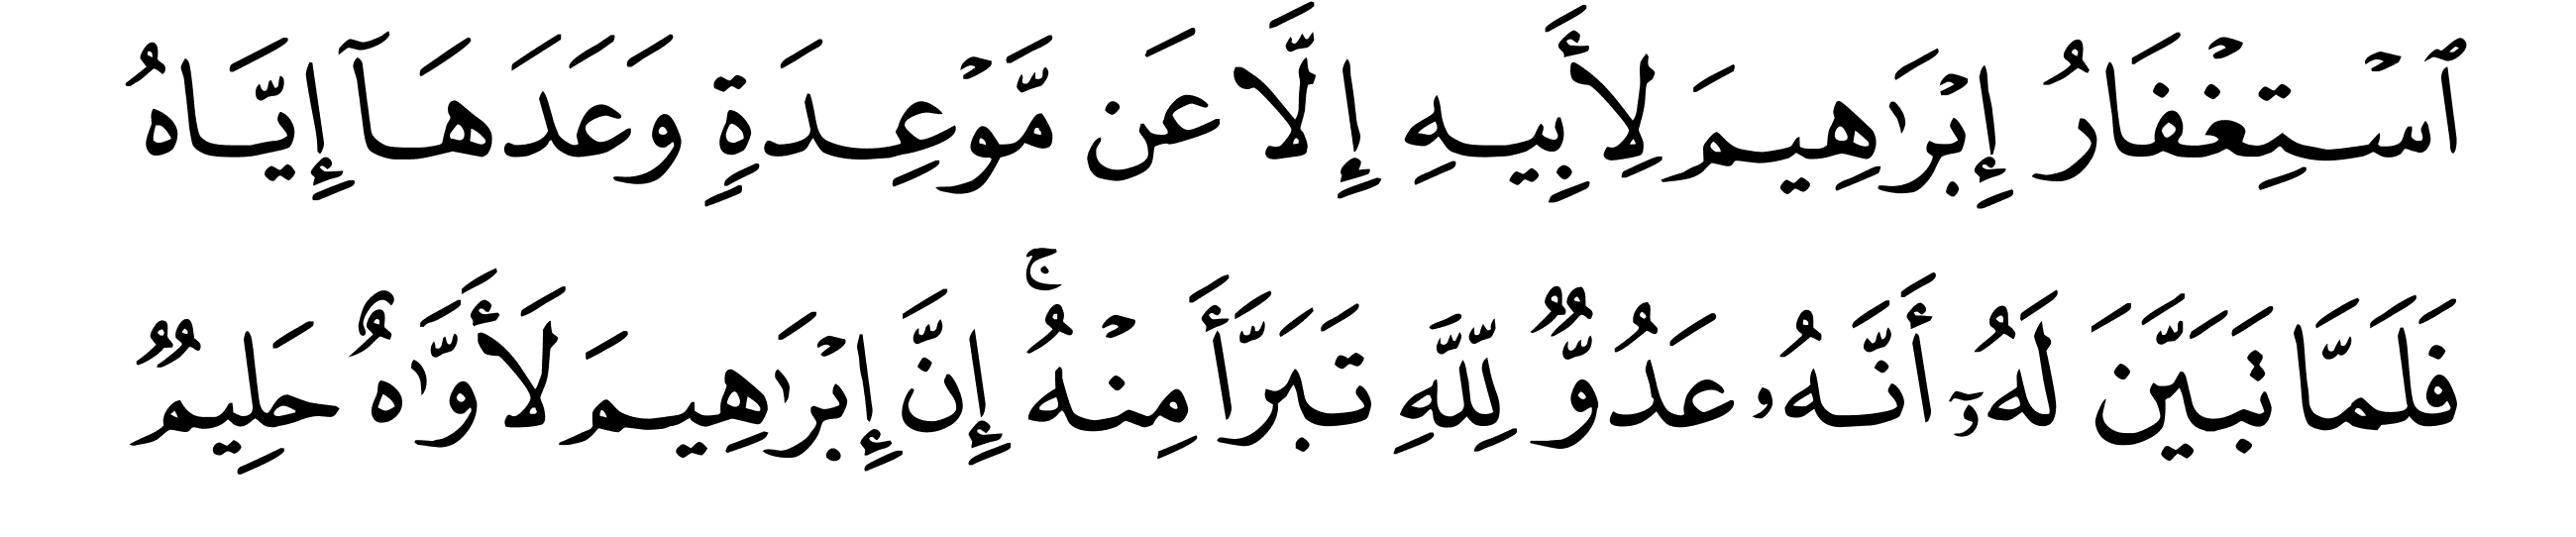 ٱسۡتِغۡفَارُ إِبۡرَٰهِيمَ لِأَبِيهِ إِلَّا عَن مَّوۡعِدَةٖ وَعَدَهَآ إِيَّاهُ
فَلَمَّا تَبَيَّنَ لَهُۥٓ أَنَّهُۥ عَدُوّٞ لِّلَّهِ تَبَرَّأَ مِنۡهُۚ إِنَّ إِبۡرَٰهِيمَ لَأَوَّٰهٌ حَلِيمٞ